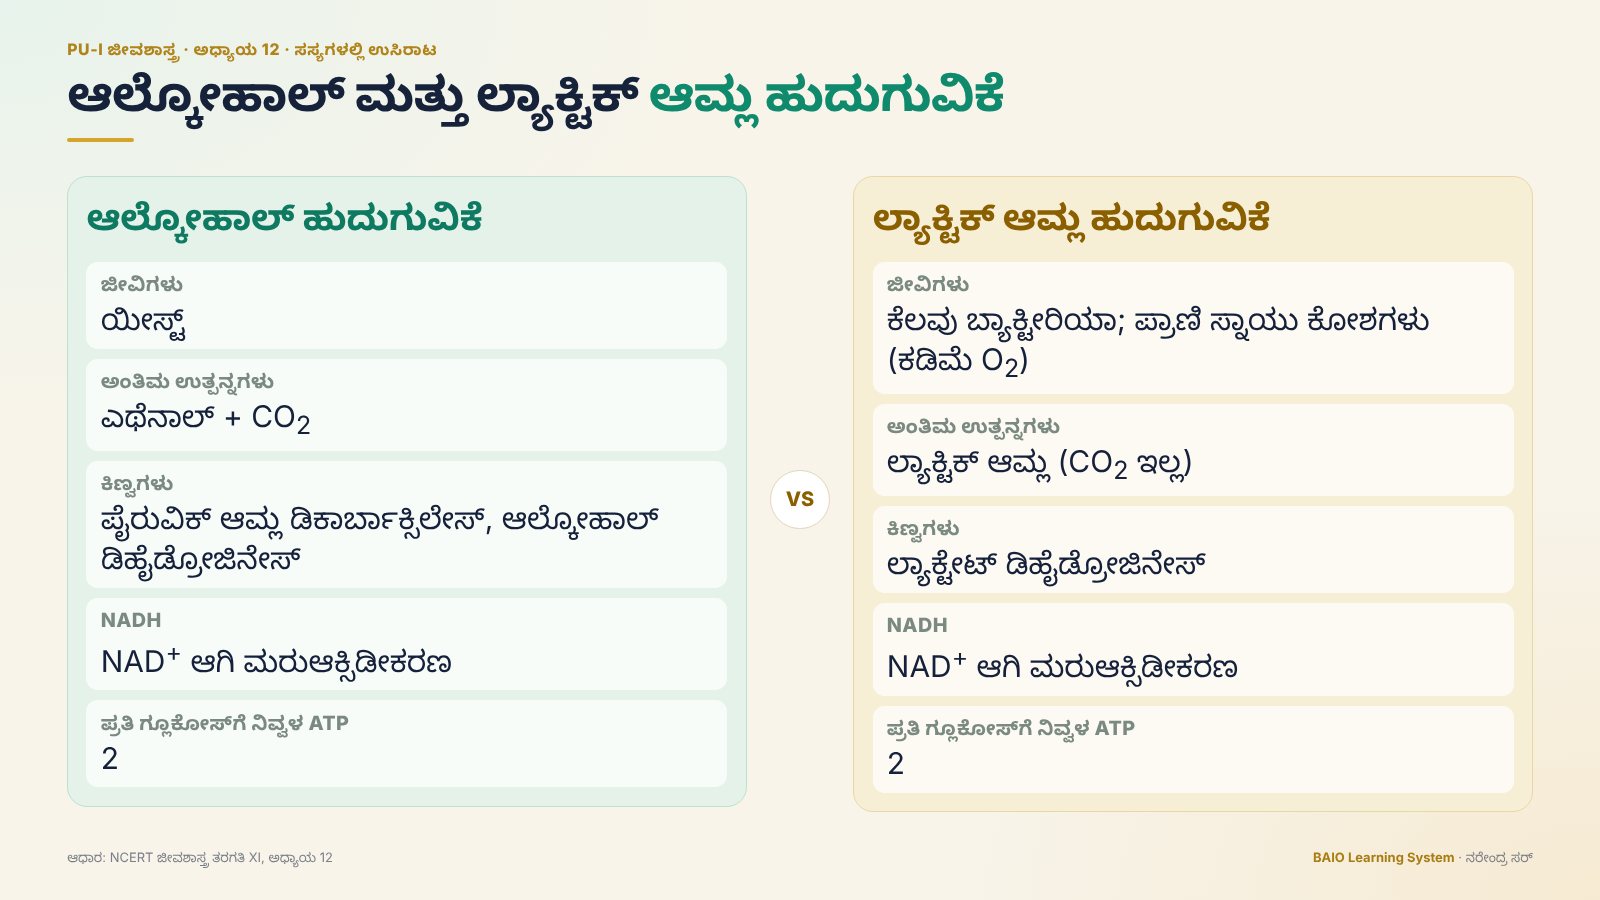 PU-I ಜೀವಶಾಸ್ತ್ರ · ಅಧ್ಯಾಯ 12 · ಸಸ್ಯಗಳಲ್ಲಿ ಉಸಿರಾಟ
ಆಲ್ಕೋಹಾಲ್ ಮತ್ತು ಲ್ಯಾಕ್ಟಿಕ್ ಆಮ್ಲ ಹುದುಗುವಿಕೆ
ಆಲ್ಕೋಹಾಲ್ ಹುದುಗುವಿಕೆ
ಜೀವಿಗಳು
ಯೀಸ್ಟ್
ಅಂತಿಮ ಉತ್ಪನ್ನಗಳು
ಎಥೆನಾಲ್ + CO₂
ಕಿಣ್ವಗಳು
ಪೈರುವಿಕ್ ಆಮ್ಲ ಡಿಕಾರ್ಬಾಕ್ಸಿಲೇಸ್, ಆಲ್ಕೋಹಾಲ್
ಡಿಹೈಡ್ರೋಜಿನೇಸ್
NADH
NAD⁺ ಆಗಿ ಮರುಆಕ್ಸಿಡೀಕರಣ
ಪ್ರತಿ ಗ್ಲೂಕೋಸ್‌ಗೆ ನಿವ್ವಳ ATP
2
VS
ಲ್ಯಾಕ್ಟಿಕ್ ಆಮ್ಲ ಹುದುಗುವಿಕೆ
ಜೀವಿಗಳು
ಕೆಲವು ಬ್ಯಾಕ್ಟೀರಿಯಾ; ಪ್ರಾಣಿ ಸ್ನಾಯು ಕೋಶಗಳು
(ಕಡಿಮೆ O₂)
ಅಂತಿಮ ಉತ್ಪನ್ನಗಳು
ಲ್ಯಾಕ್ಟಿಕ್ ಆಮ್ಲ (CO₂ ಇಲ್ಲ)
ಕಿಣ್ವಗಳು
ಲ್ಯಾಕ್ಟೇಟ್ ಡಿಹೈಡ್ರೋಜಿನೇಸ್
NADH
NAD⁺ ಆಗಿ ಮರುಆಕ್ಸಿಡೀಕರಣ
ಪ್ರತಿ ಗ್ಲೂಕೋಸ್‌ಗೆ ನಿವ್ವಳ ATP
2
ಆಧಾರ: NCERT ಜೀವಶಾಸ್ತ್ರ ತರಗತಿ XI, ಅಧ್ಯಾಯ 12
BAIO Learning System · ನರೇಂದ್ರ ಸರ್